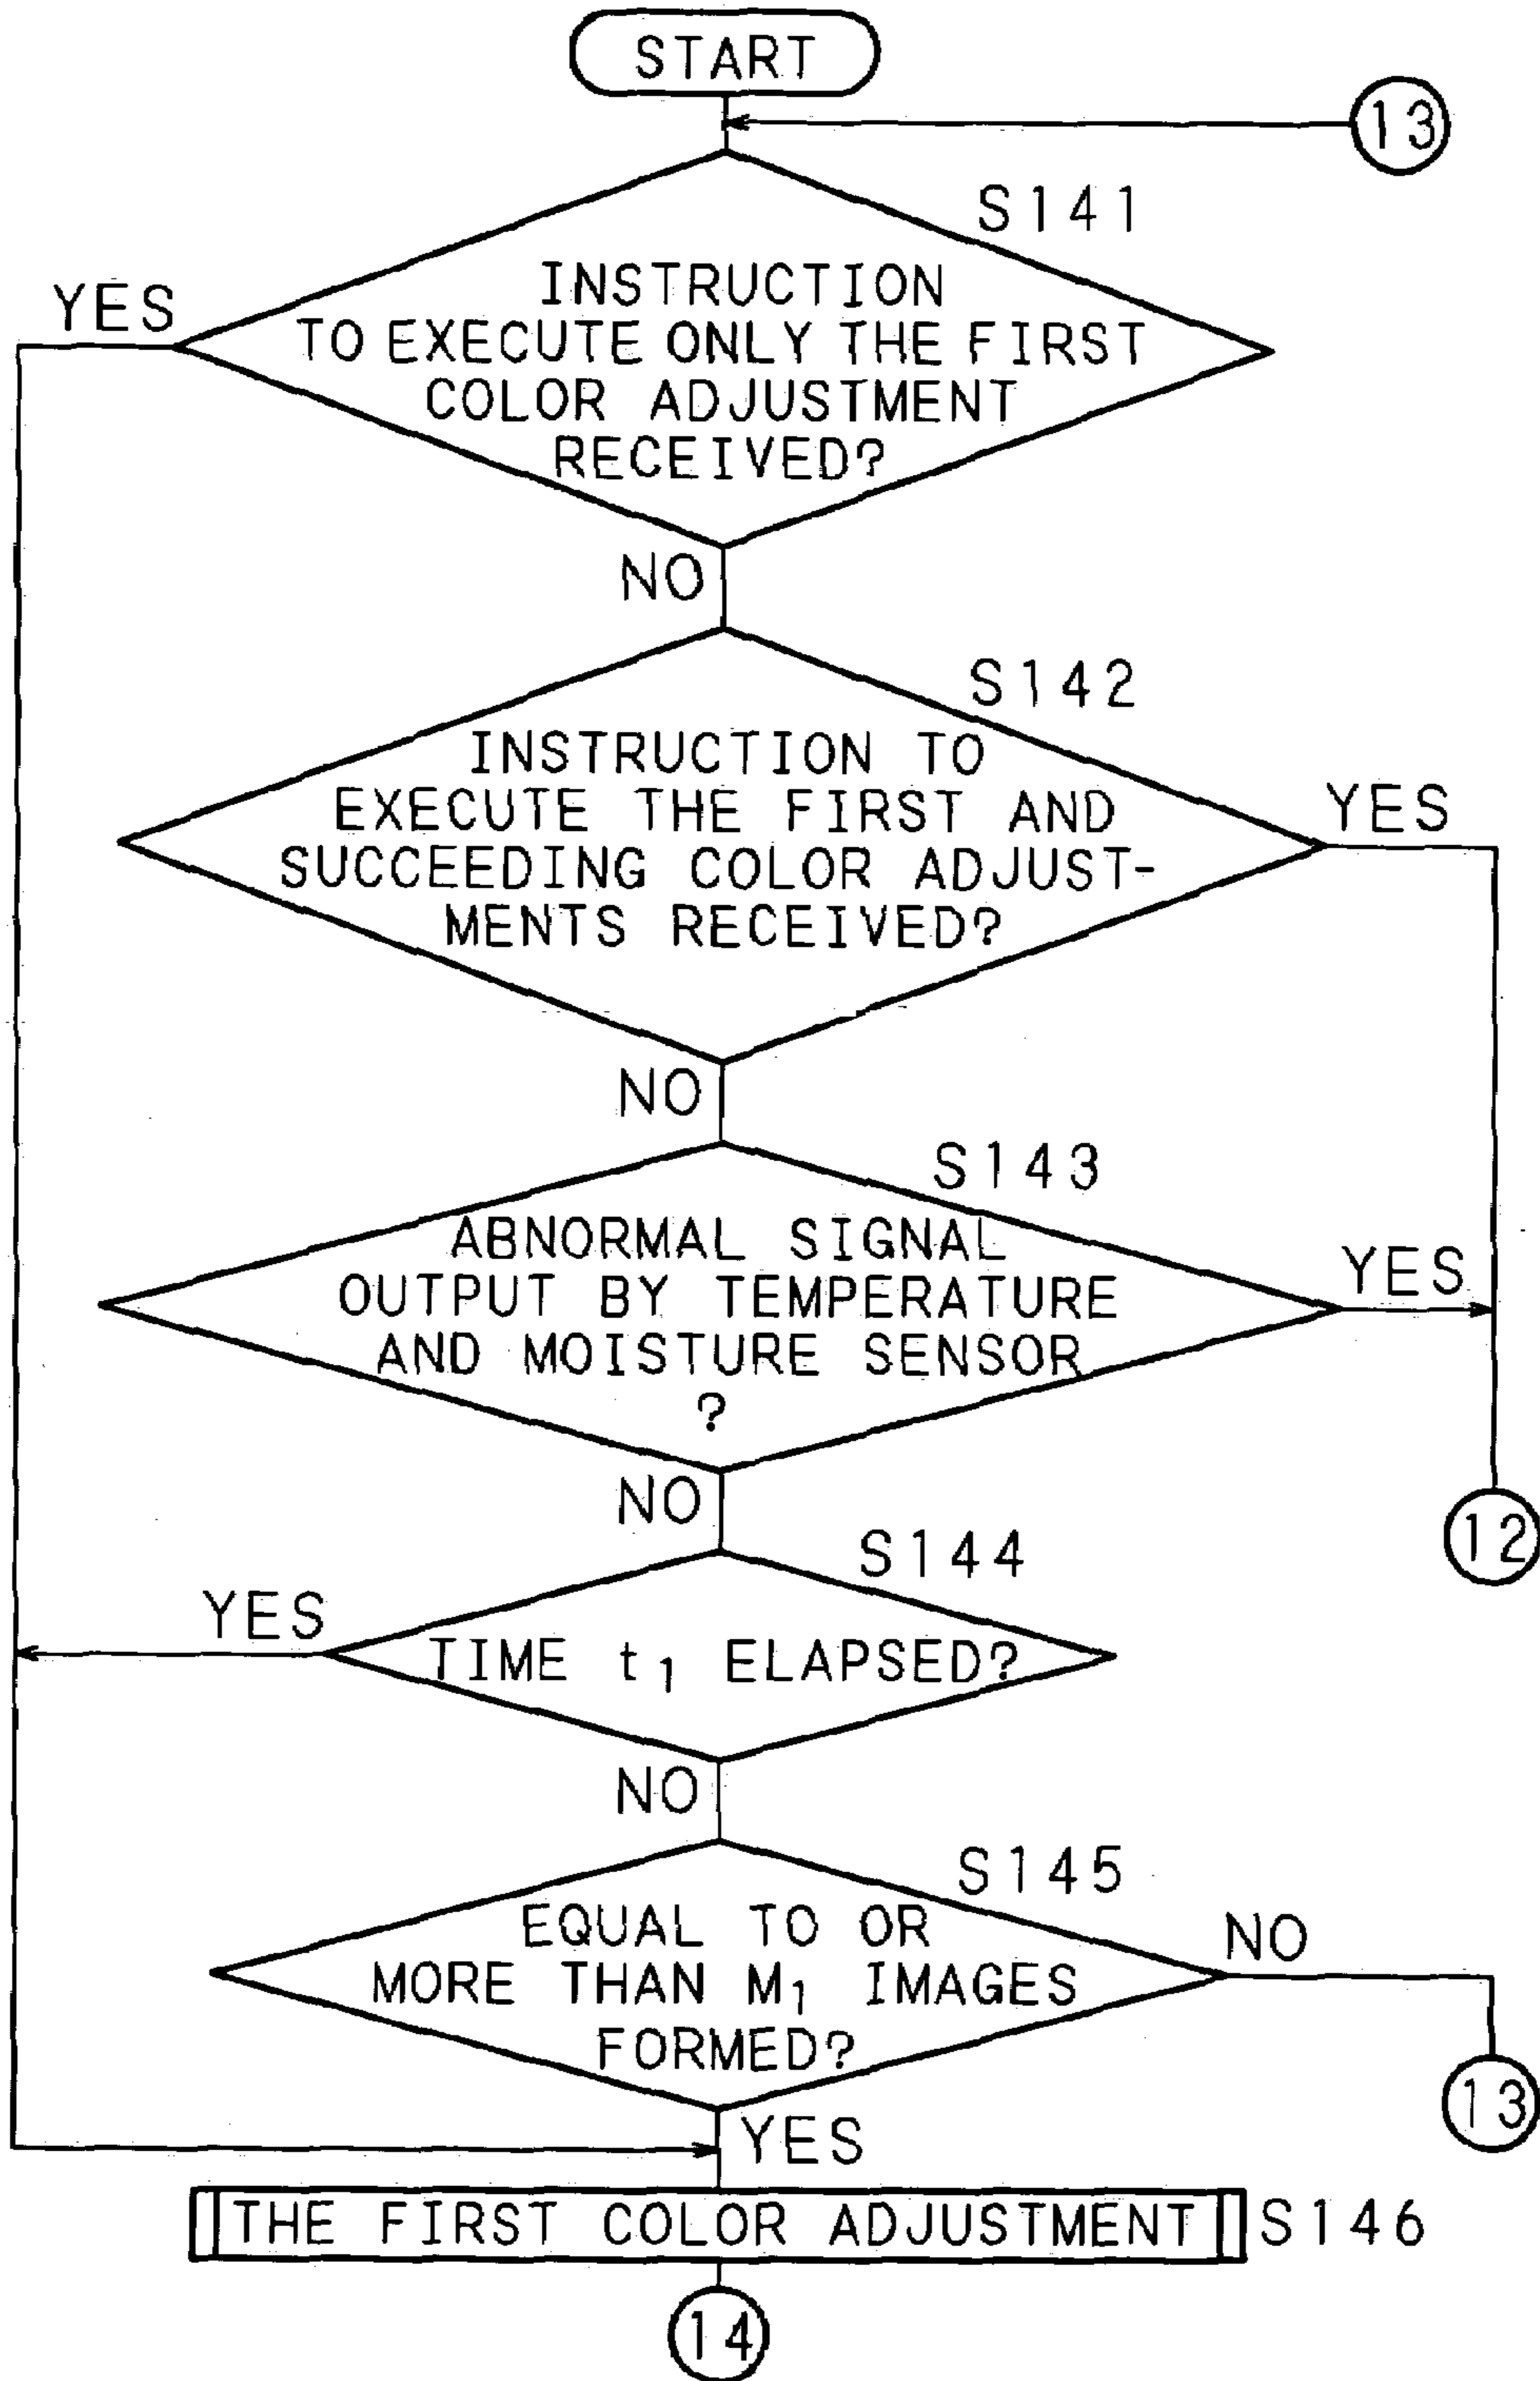 START
13
S141
YES
INSTRUCTION
TO EXECUTE ONLY THE FIRST
COLOR ADJUSTMENT
RECEIVED?
NO
S142
INSTRUCTION TO
EXECUTE THE FIRST AND
YES
SUCCEEDING COLOR ADJUST-
MENTS RECEIVED?
NO
S143
ABNORMAL SIGNAL
OUTPUT BY TEMPERATURE
YES
AND MOISTURE SENSOR
?
NO
12
S144
YES
TIME t₁ ELAPSED?
NO
S145
EQUAL TO OR
NO
MORE THAN M₁ IMAGES
FORMED?
13
YES
THE FIRST COLOR ADJUSTMENT S146
14